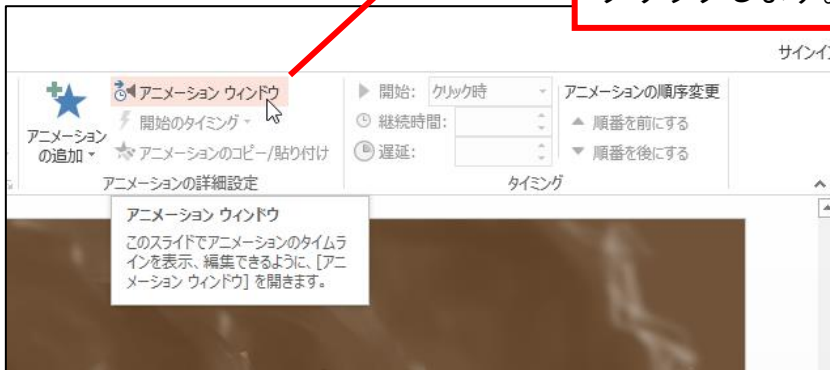 クリックします。
サインイン
アニメーション ウィンドウ
開始のタイミング
アニメーションのコピー/貼り付け
アニメーション
の追加
アニメーションの詳細設定
開始: クリック時
継続時間:
遅延:
アニメーションの順序変更
順番を前にする
順番を後にする
タイミング
アニメーション ウィンドウ
このスライドでアニメーションのタイムラ
インを表示、編集できるように、[アニ
メーション ウィンドウ] を開きます。